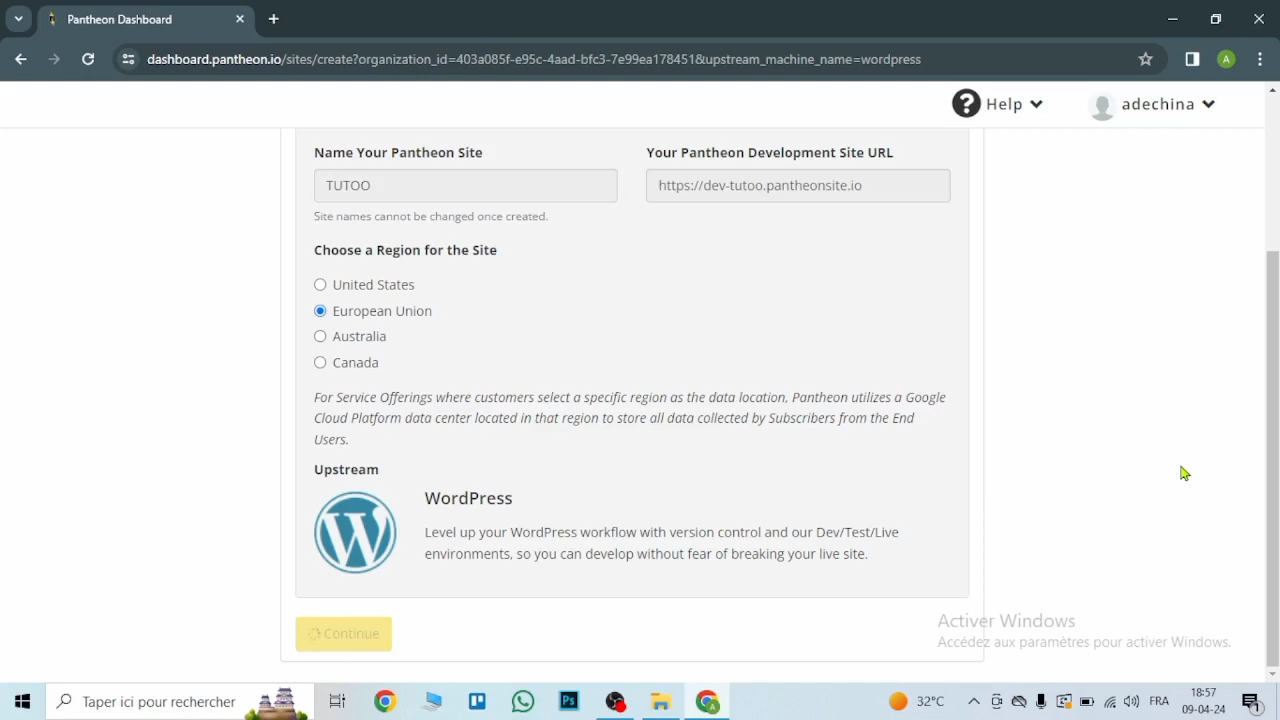 Pantheon Dashboard
dashboard.pantheon.io/sites/create?organization_id=403a085f-e95c-4aad-bfc3-7e99ea178451&upstream_machine_name=wordpress
A
? Help
adechina
Name Your Pantheon Site
Your Pantheon Development Site URL
TUTOO
https://dev-tutoo.pantheonsite.io
Site names cannot be changed once created.
Choose a Region for the Site
United States
European Union
Australia
Canada
For Service Offerings where customers select a specific region as the data location, Pantheon utilizes a Google
Cloud Platform data center located in that region to store all data collected by Subscribers from the End
Users.
Upstream
WordPress
Level up your WordPress workflow with version control and our Dev/Test/Live
environments, so you can develop without fear of breaking your live site.
Continue
Activer Windows
Accédez aux paramètres pour activer Windows.
Taper ici pour rechercher
Ps
32°C
FRA
18:57
09-04-24
1